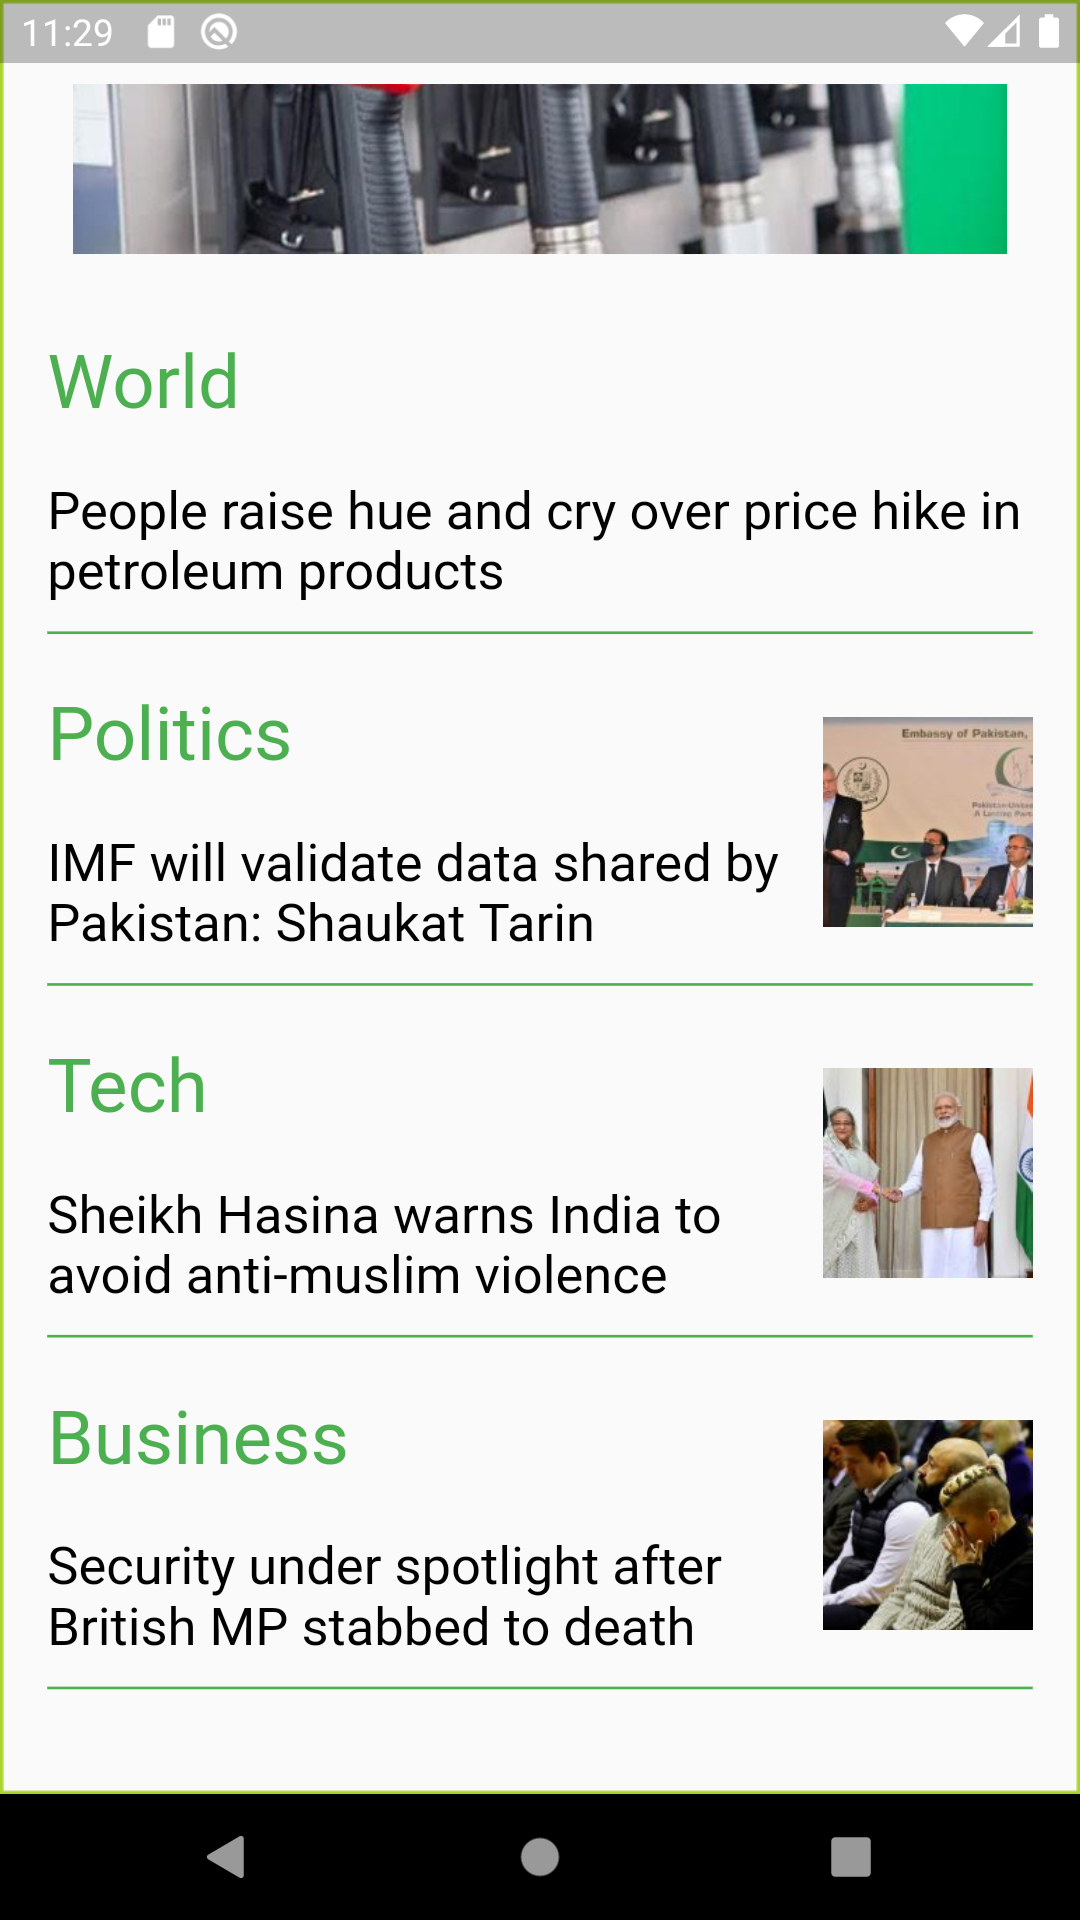 11:29
World
People raise hue and cry over price hike in
petroleum products
Politics
Embassy of Pakistan,
IMF will validate data shared by
Pakistan: Shaukat Tarin
Tech
Sheikh Hasina warns India to
avoid anti-muslim violence
Business
Security under spotlight after
British MP stabbed to death